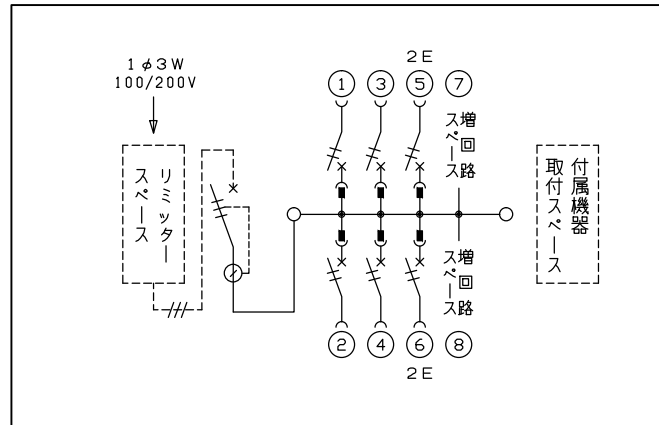 2E
1φ3W
100/200V
① ③ ⑤ ⑦
増回路
スペース
リミッター
スペース
付属機器
取付スペース
増回路
スペース
② ④ ⑥ ⑧
2E